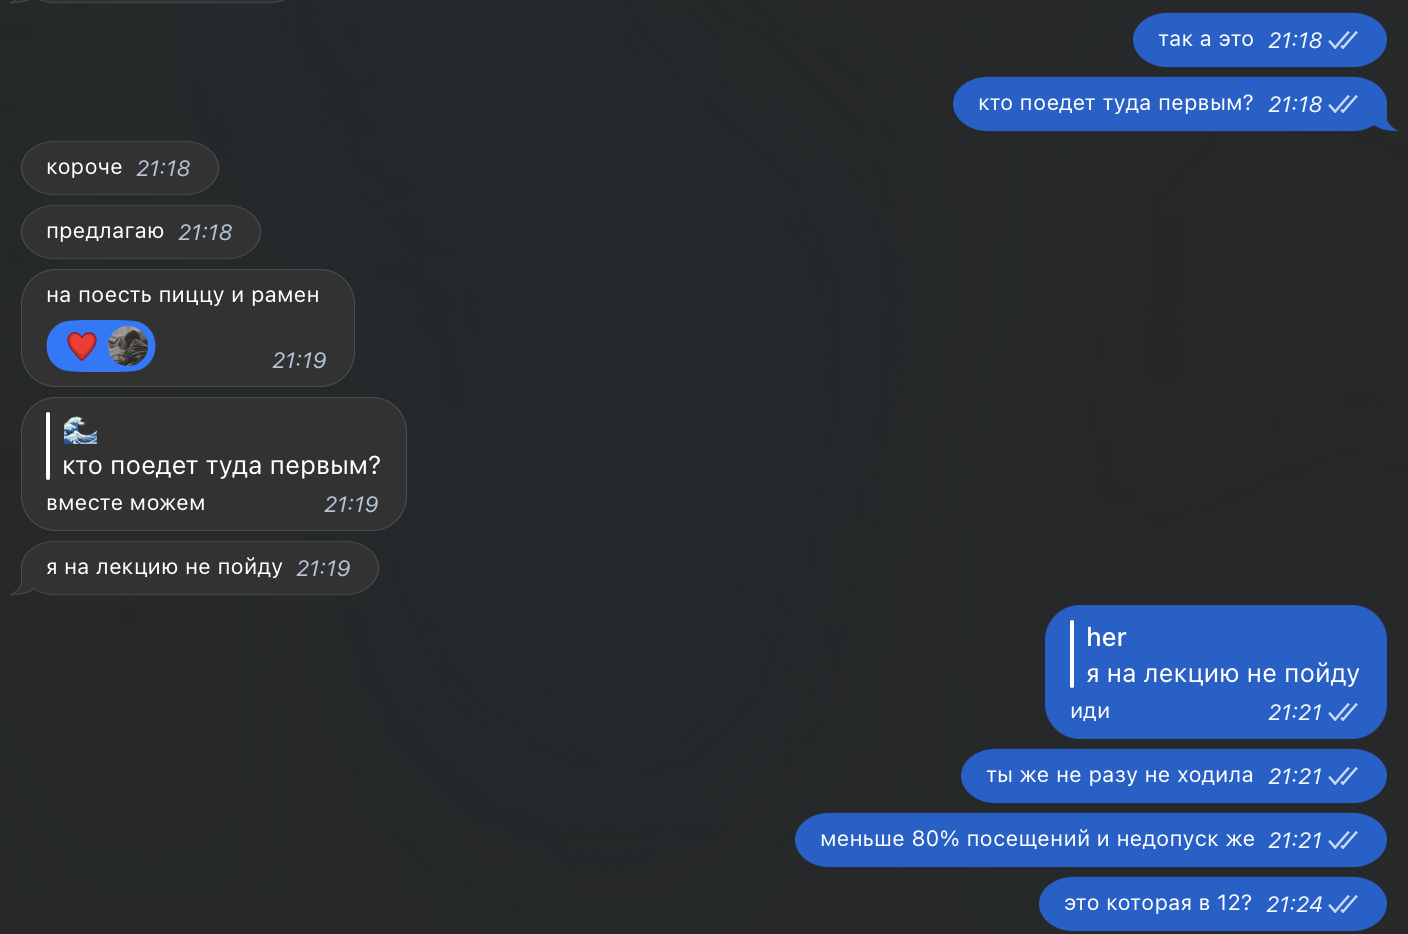 так а это 21:18
кто поедет туда первым? 21:18
короче 21:18
предлагаю 21:18
на поесть пиццу и рамен
21:19
🌊
кто поедет туда первым?
вместе можем 21:19
я на лекцию не пойду 21:19
her
я на лекцию не пойду
иди 21:21
ты же не разу не ходила 21:21
меньше 80% посещений и недопуск же 21:21
это которая в 12? 21:24